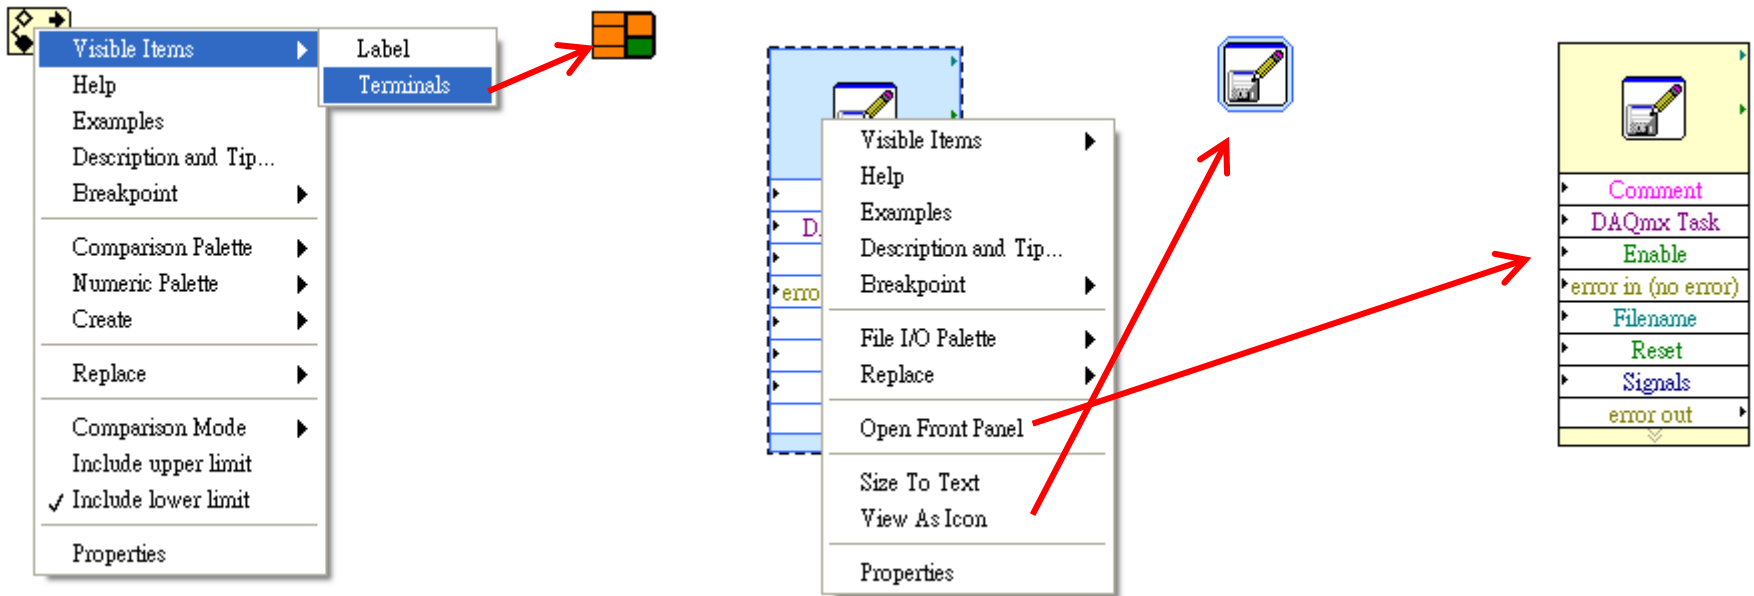 Visible Items
Help
Examples
Description and Tip...
Breakpoint
Comparison Palette
Numeric Palette
Create
Replace
Comparison Mode
Include upper limit
Include lower limit
Properties
Label
Terminals
D
erro
Visible Items
Help
Examples
Description and Tip...
Breakpoint
File I/O Palette
Replace
Open Front Panel
Size To Text
View As Icon
Properties
Comment
DAQmx Task
Enable
error in (no error)
Filename
Reset
Signals
error out